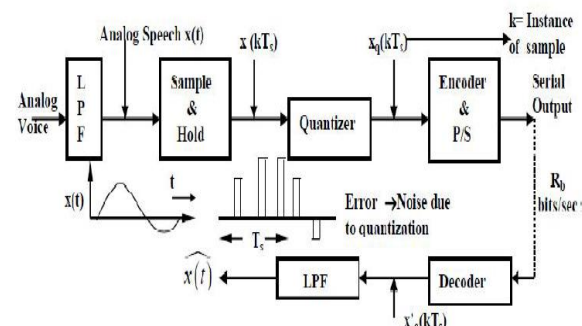 Analog Speech x(t)
x (kTs)
xq(kTs)
k= Instance
of sample
L
P
F
Sample
&
Hold
Quantizer
Encoder
&
P/S
Serial
Output
Analog
Voice
x(t)
t
Ts
Error →Noise due
to quantization
Rb
bits/sec
x(t)
LPF
Decoder